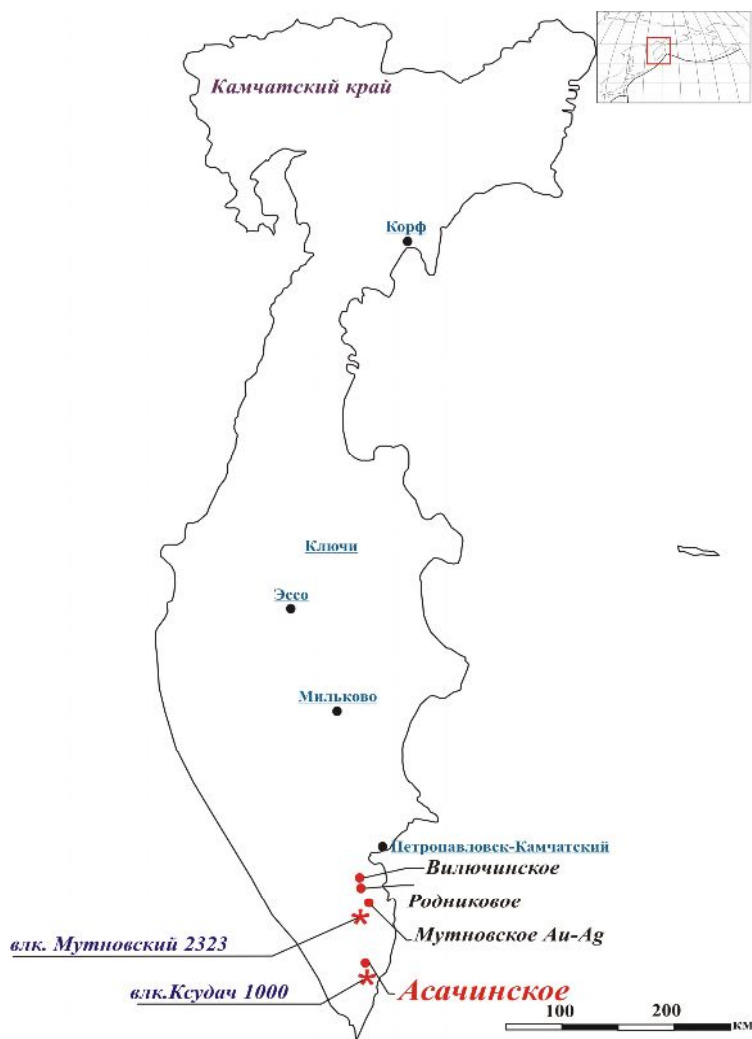 Камчатский край
Корф
Ключи
Эссо
Мильково
Петропавловск-Камчатский
Вилючинское
Родниковое
Мутновское Au-Ag
влк. Мутновский 2323
влк.Ксудач 1000
Асачинское
100 200
км